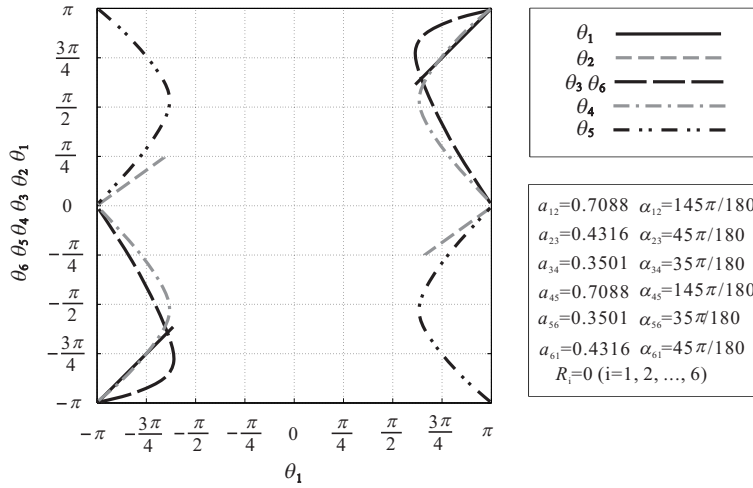 π
3π/4
π/2
π/4
0
−π/4
−π/2
−3π/4
−π
θ₆ θ₅ θ₄ θ₃ θ₂ θ₁
−π −3π/4 −π/2 −π/4 0 π/4 π/2 3π/4 π
θ₁
θ₁
θ₂
θ₃ θ₆
θ₄
θ₅
a₁₂=0.7088 α₁₂=145π/180
a₂₃=0.4316 α₂₃=45π/180
a₃₄=0.3501 α₃₄=35π/180
a₄₅=0.7088 α₄₅=145π/180
a₅₆=0.3501 α₅₆=35π/180
a₆₁=0.4316 α₆₁=45π/180
Rᵢ=0 (i=1, 2, ..., 6)